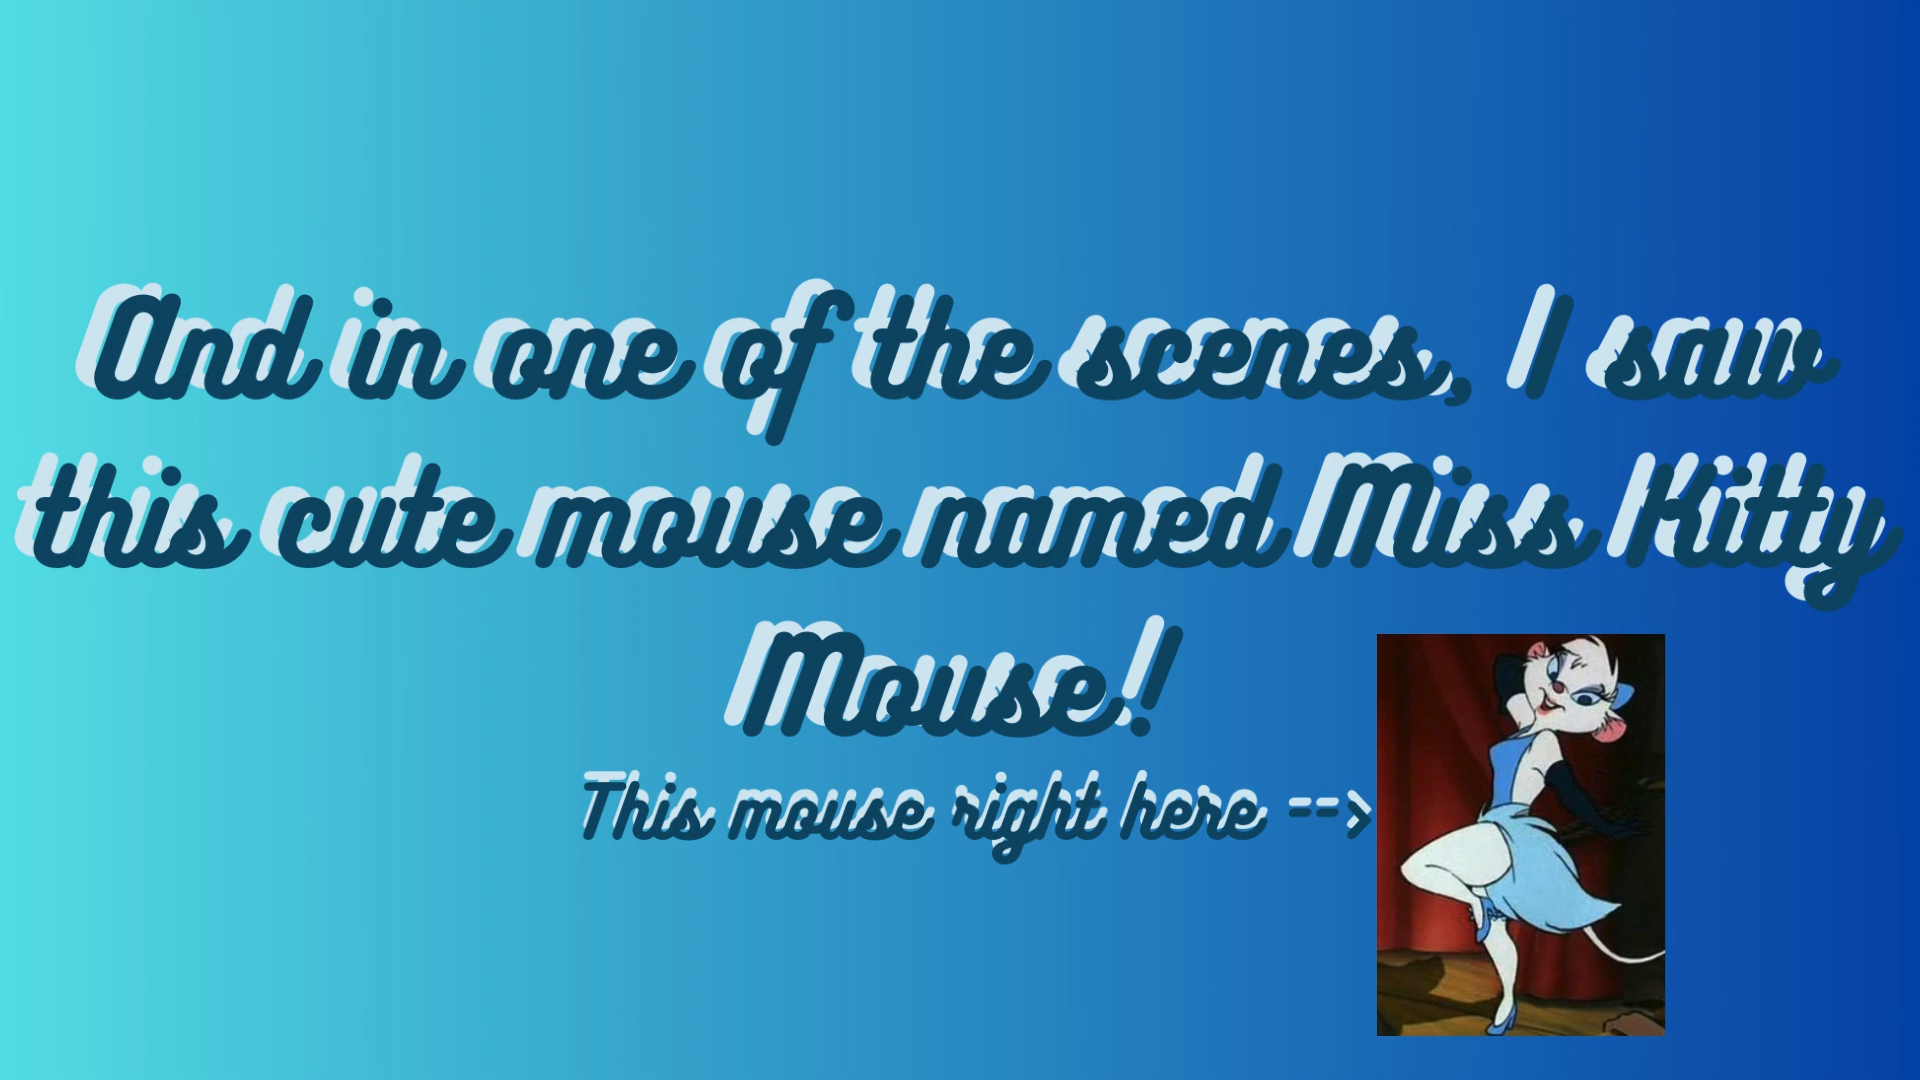 And in one of the scenes, I saw
this cute mouse named Miss Kitty
Mouse!
This mouse right here -->